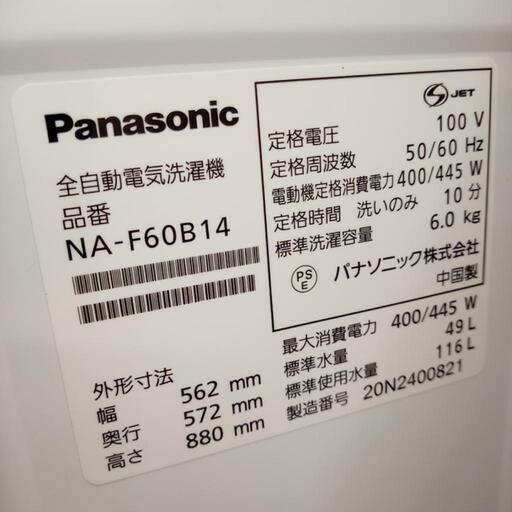 Panasonic
全自動電気洗濯機
品番
NA-F60B14
外形寸法
幅 562 mm
奥行 572 mm
高さ 880 mm
JET
定格電圧 100 V
定格周波数 50/60 Hz
電動機定格消費電力 400/445 W
定格時間 洗いのみ 10 分
標準洗濯容量 6.0 kg
PS
E
パナソニック株式会社
中国製
最大消費電力 400/445 W
標準水量 49 L
標準使用水量 116 L
製造番号 20N2400821